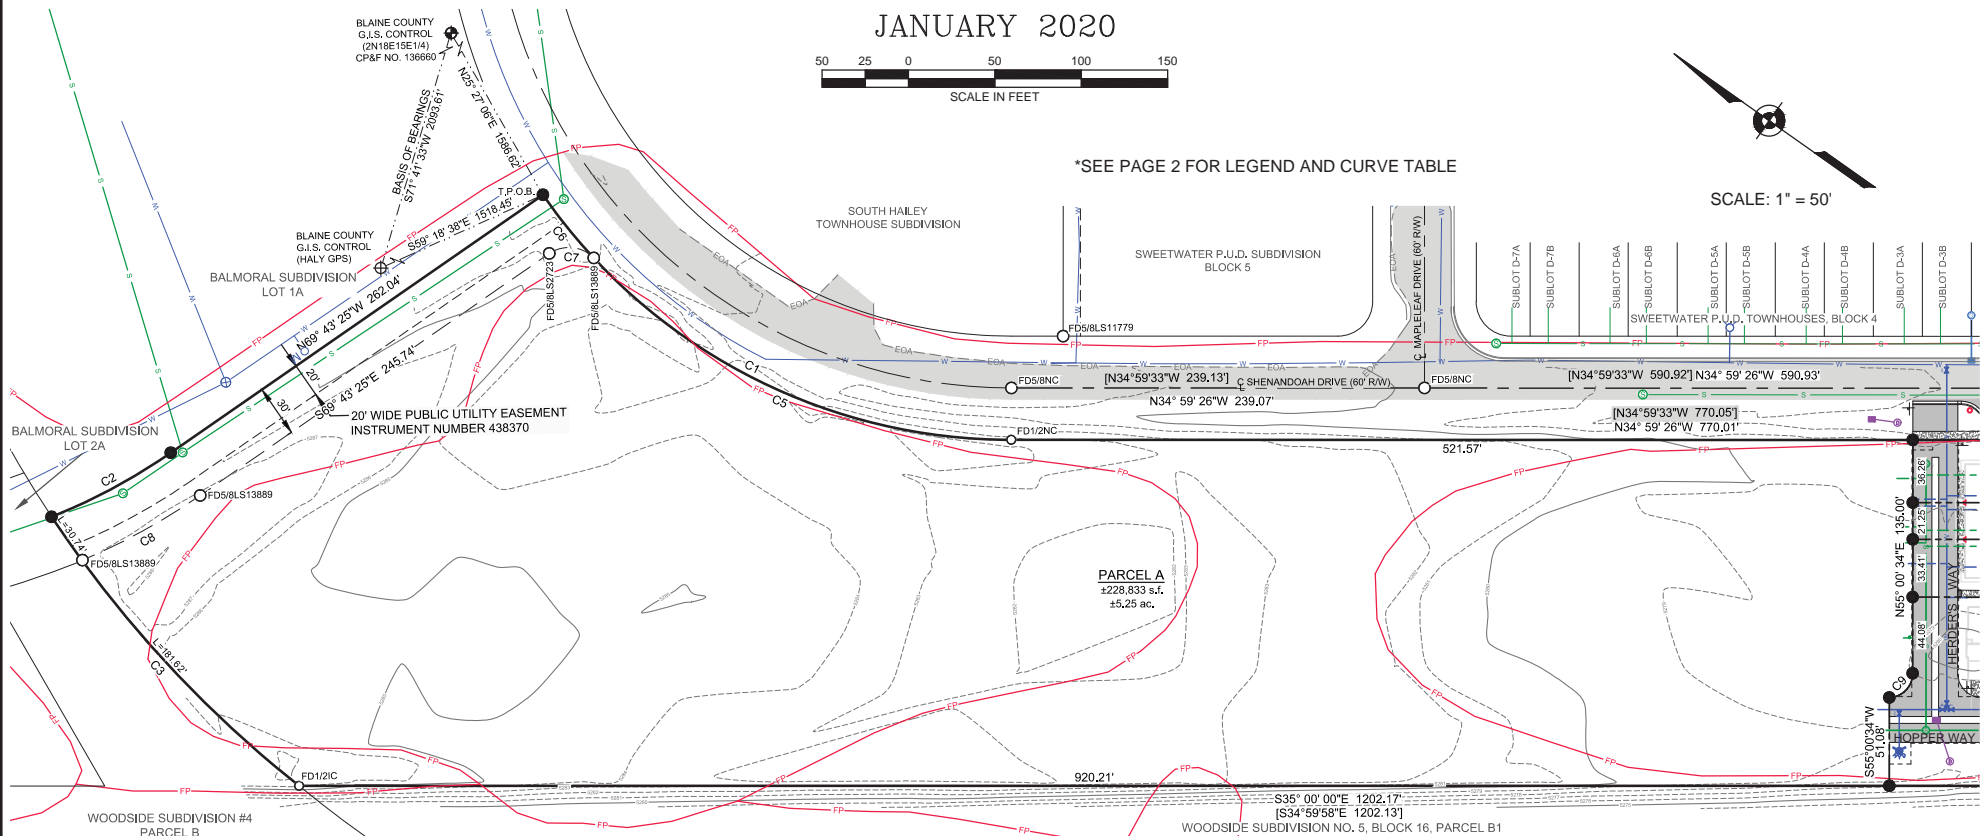 JANUARY 2020
50 25 0 50 100 150
SCALE IN FEET
BLAINE COUNTY
G.I.S. CONTROL
(2N18E15E1/4)
CP&F NO. 136660
N25° 27' 06"E 1586.62'
BASIS OF BEARINGS
S71° 41' 33"W 2093.61'
T.P.O.B.
S59° 18' 38"E 1518.45'
BLAINE COUNTY
G.I.S. CONTROL
(HALY GPS)
BALMORAL SUBDIVISION
LOT 1A
N69° 43' 25"W 262.04'
S69° 43' 25"E 245.74'
20'
30'
20' WIDE PUBLIC UTILITY EASEMENT
INSTRUMENT NUMBER 438370
BALMORAL SUBDIVISION
LOT 2A
C2
C6
C7
FD5/8LS2723
FD5/8LS13889
FD5/8LS13889
C8
L=30.74'
FD5/8LS13889
L=181.62'
C3
FD1/2IC
WOODSIDE SUBDIVISION #4
PARCEL B
*SEE PAGE 2 FOR LEGEND AND CURVE TABLE
SCALE: 1" = 50'
SOUTH HAILEY
TOWNHOUSE SUBDIVISION
SWEETWATER P.U.D. SUBDIVISION
BLOCK 5
MAPLELEAF DRIVE (60' R/W)
SUBLOT D-7A
SUBLOT D-7B
SUBLOT D-6A
SUBLOT D-6B
SUBLOT D-5A
SUBLOT D-5B
SUBLOT D-4A
SUBLOT D-4B
SUBLOT D-3A
SUBLOT D-3B
SWEETWATER P.U.D. TOWNHOUSES, BLOCK 4
FD5/8LS11779
EOA
C1
C5
FD5/8NC
[N34°59'33"W 239.13']
SHENANDOAH DRIVE (60' R/W)
N34° 59' 26"W 239.07'
FD5/8NC
[N34°59'33"W 590.92'] N34° 59' 26"W 590.93'
[N34°59'33"W 770.05']
N34° 59' 26"W 770.01'
FD1/2NC
521.57'
PARCEL A
±228,833 s.f.
±5.25 ac.
N55° 00' 34"E 135.00'
36.26'
21.25'
33.41'
44.08'
HERDER'S WAY
C9
S55°00'34"W
51.08'
HOPPER WAY
920.21'
S35° 00' 00"E 1202.17'
[S34°59'58"E 1202.13']
WOODSIDE SUBDIVISION NO. 5, BLOCK 16, PARCEL B1